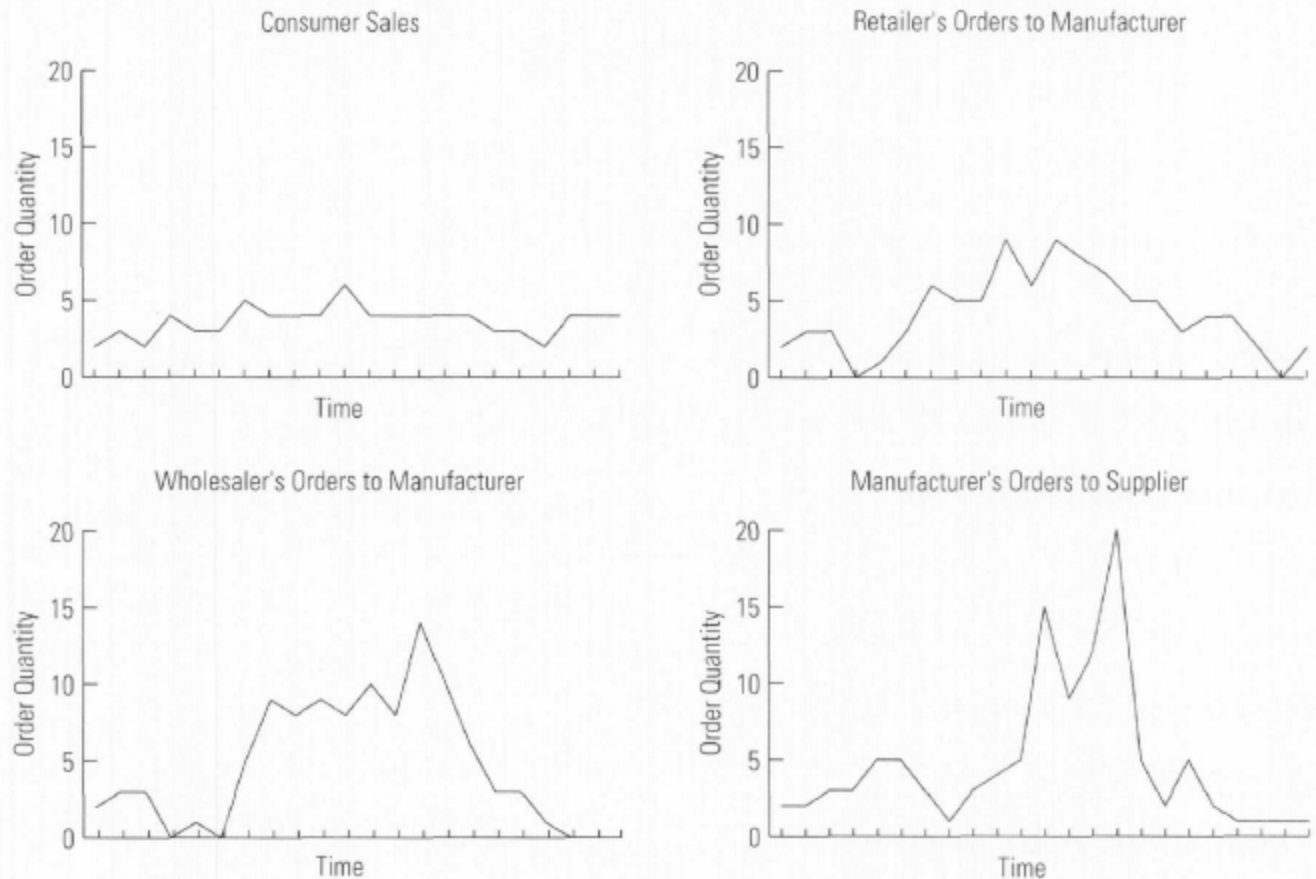 Consumer Sales
20
15
10
5
0
Order Quantity
Time
Retailer's Orders to Manufacturer
20
15
10
5
0
Order Quantity
Time
Wholesaler's Orders to Manufacturer
20
15
10
5
0
Order Quantity
Time
Manufacturer's Orders to Supplier
20
15
10
5
0
Order Quantity
Time